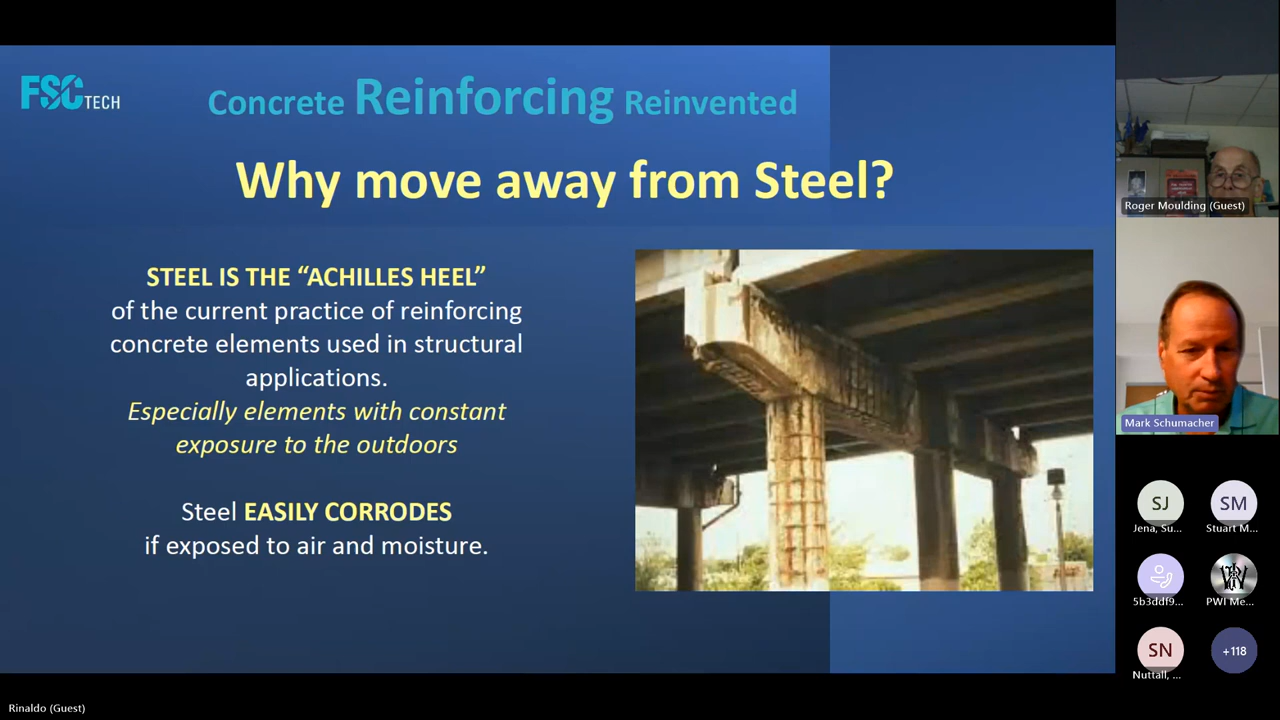 FSC TECH
Concrete Reinforcing Reinvented
Why move away from Steel?
STEEL IS THE “ACHILLES HEEL”
of the current practice of reinforcing
concrete elements used in structural
applications.
Especially elements with constant
exposure to the outdoors
Steel EASILY CORRODES
if exposed to air and moisture.
Roger Moulding (Guest)
Mark Schumacher
SJ
Jena, Su...
SM
Stuart M...
5b3ddf9...
PWI Me...
SN
Nuttall, ...
+118
Rinaldo (Guest)